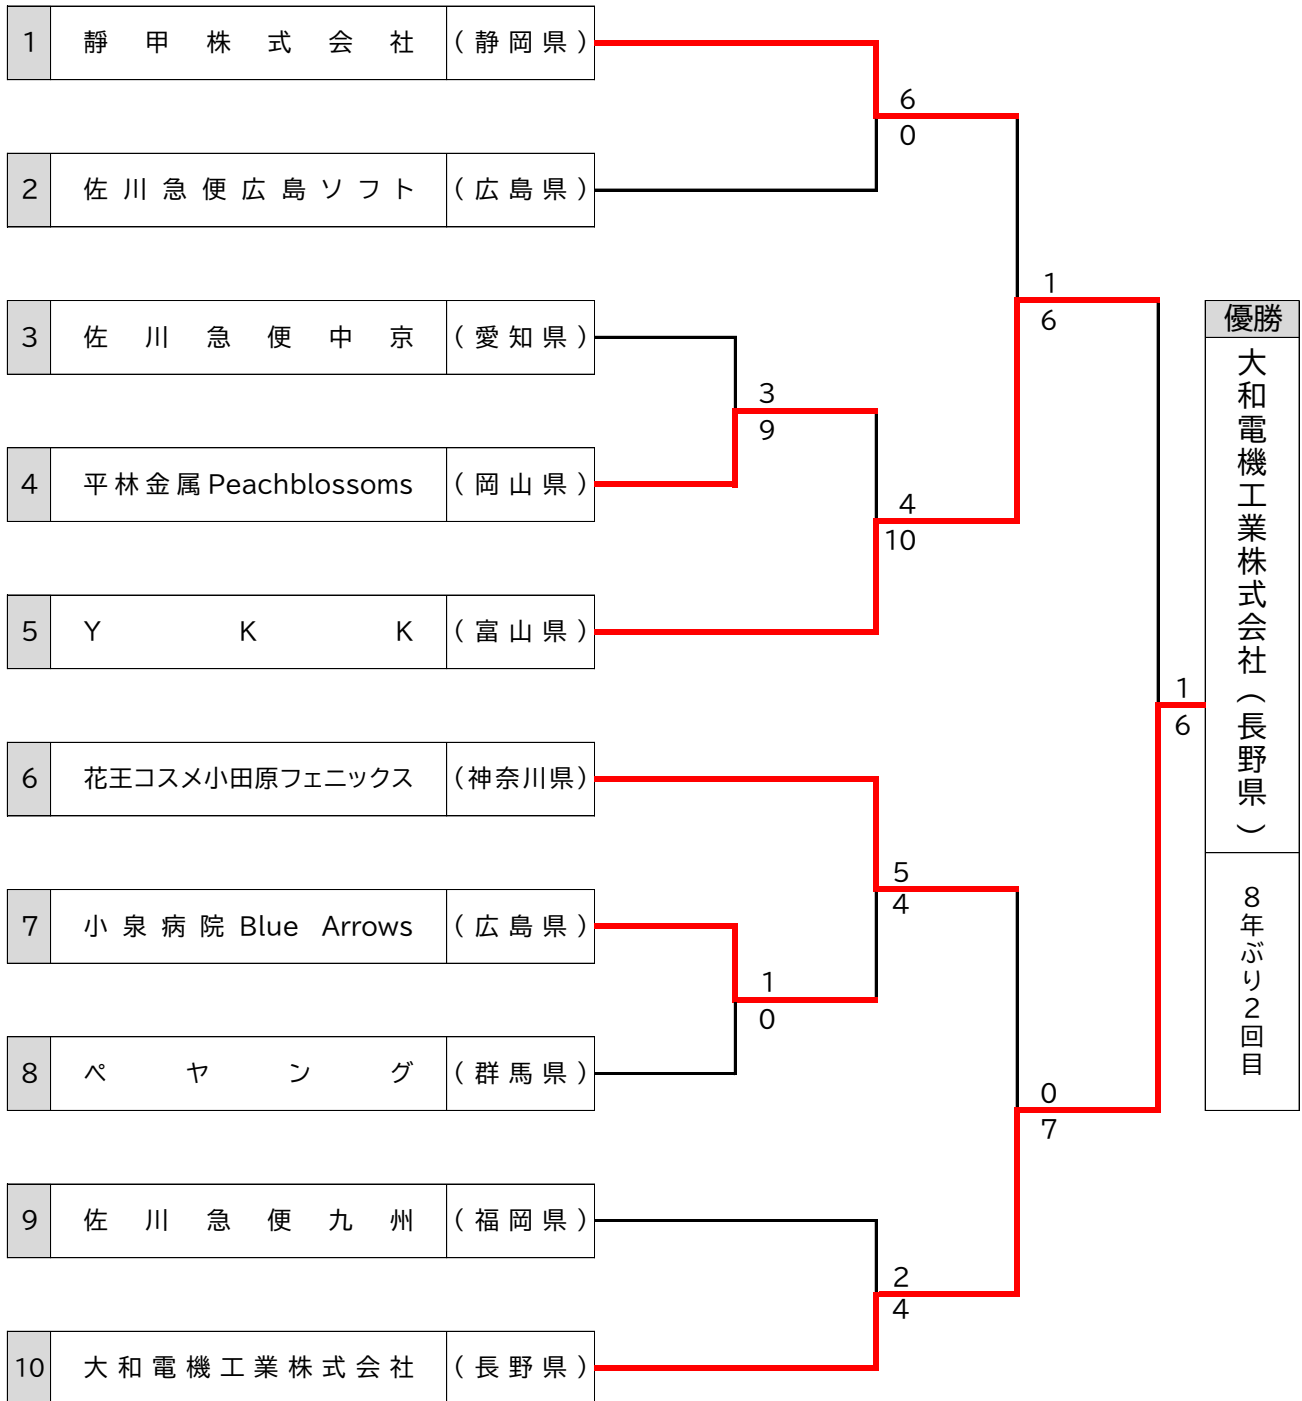 1 靜甲株式会社 (静岡県)
6
0
2 佐川急便広島ソフト (広島県)
1
6
3 佐川急便中京 (愛知県)
3
9
4 平林金属Peachblossoms (岡山県)
4
10
5 YKK (富山県)
6 花王コスメ小田原フェニックス (神奈川県)
5
4
7 小泉病院Blue Arrows (広島県)
1
0
8 ペヤング (群馬県)
0
7
9 佐川急便九州 (福岡県)
2
4
10 大和電機工業株式会社 (長野県)
1
6
優勝
大和電機工業株式会社(長野県)
8年ぶり2回目